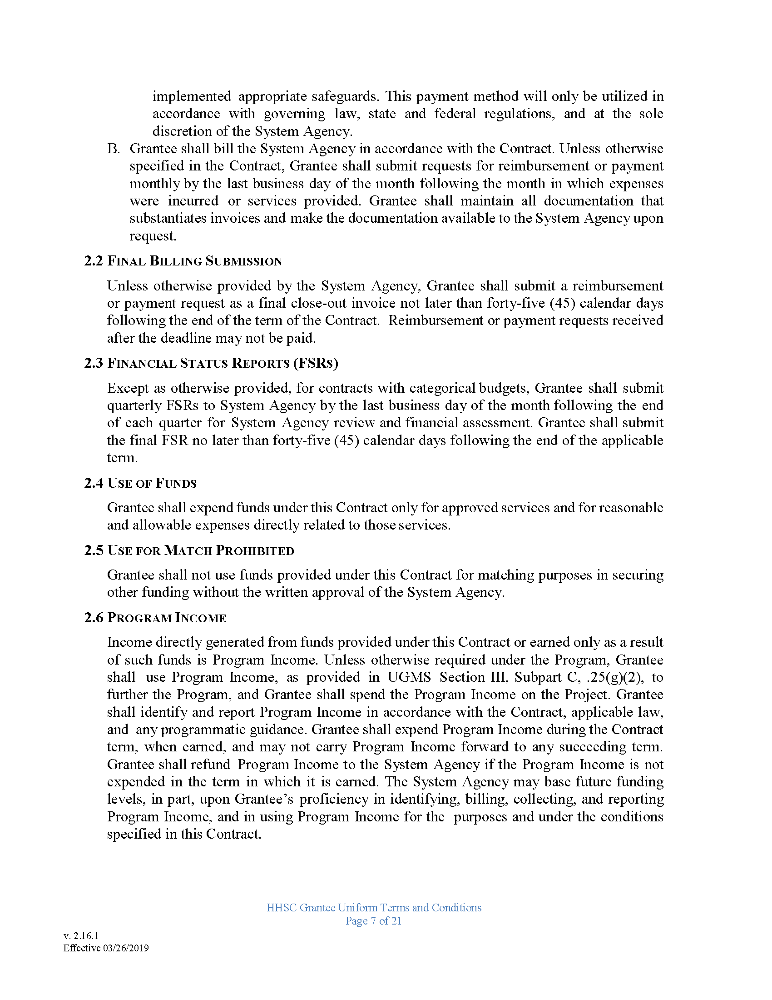 implemented appropriate safeguards. This payment method will only be utilized in
accordance with governing law, state and federal regulations, and at the sole
discretion of the System Agency.
B. Grantee shall bill the System Agency in accordance with the Contract. Unless otherwise
specified in the Contract, Grantee shall submit requests for reimbursement or payment
monthly by the last business day of the month following the month in which expenses
were incurred or services provided. Grantee shall maintain all documentation that
substantiates invoices and make the documentation available to the System Agency upon
request.
2.2 FINAL BILLING SUBMISSION
Unless otherwise provided by the System Agency, Grantee shall submit a reimbursement
or payment request as a final close-out invoice not later than forty-five (45) calendar days
following the end of the term of the Contract. Reimbursement or payment requests received
after the deadline may not be paid.
2.3 FINANCIAL STATUS REPORTS (FSRS)
Except as otherwise provided, for contracts with categorical budgets, Grantee shall submit
quarterly FSRs to System Agency by the last business day of the month following the end
of each quarter for System Agency review and financial assessment. Grantee shall submit
the final FSR no later than forty-five (45) calendar days following the end of the applicable
term.
2.4 USE OF FUNDS
Grantee shall expend funds under this Contract only for approved services and for reasonable
and allowable expenses directly related to those services.
2.5 USE FOR MATCH PROHIBITED
Grantee shall not use funds provided under this Contract for matching purposes in securing
other funding without the written approval of the System Agency.
2.6 PROGRAM INCOME
Income directly generated from funds provided under this Contract or earned only as a result
of such funds is Program Income. Unless otherwise required under the Program, Grantee
shall use Program Income, as provided in UGMS Section III, Subpart C, .25(g)(2), to
further the Program, and Grantee shall spend the Program Income on the Project. Grantee
shall identify and report Program Income in accordance with the Contract, applicable law,
and any programmatic guidance. Grantee shall expend Program Income during the Contract
term, when earned, and may not carry Program Income forward to any succeeding term.
Grantee shall refund Program Income to the System Agency if the Program Income is not
expended in the term in which it is earned. The System Agency may base future funding
levels, in part, upon Grantee’s proficiency in identifying, billing, collecting, and reporting
Program Income, and in using Program Income for the purposes and under the conditions
specified in this Contract.
HHSC Grantee Uniform Terms and Conditions
Page 7 of 21
v. 2.16.1
Effective 03/26/2019